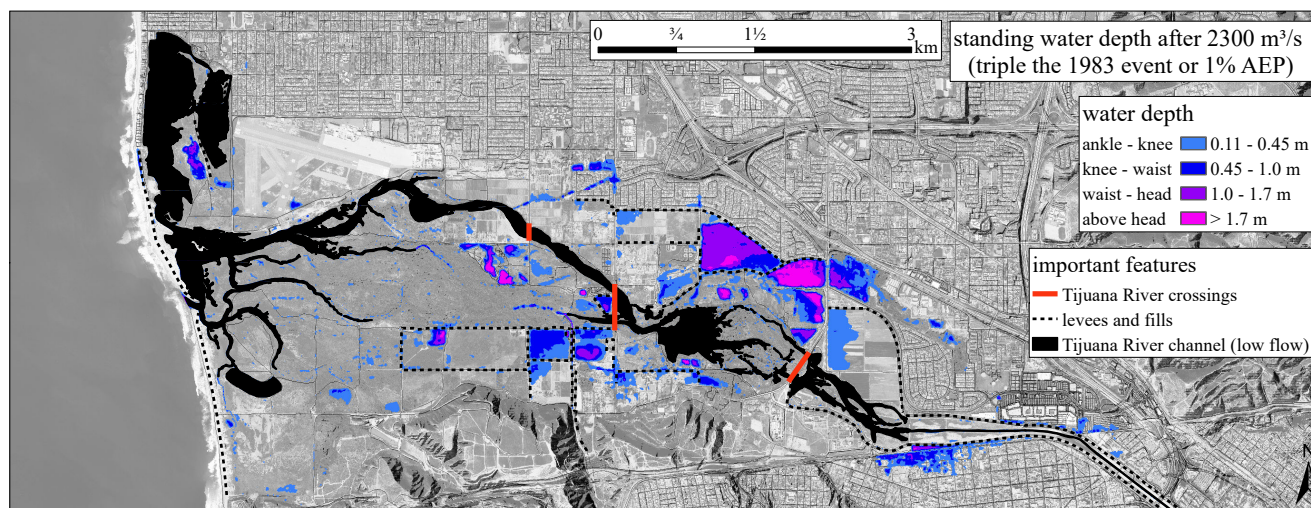 0 ¾ 1½ 3
km
standing water depth after 2300 m³/s
(triple the 1983 event or 1% AEP)
water depth
ankle - knee 0.11 - 0.45 m
knee - waist 0.45 - 1.0 m
waist - head 1.0 - 1.7 m
above head > 1.7 m
important features
Tijuana River crossings
levees and fills
Tijuana River channel (low flow)